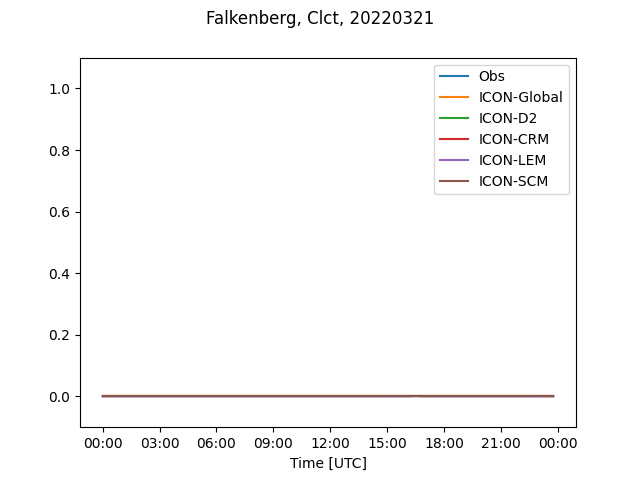 Falkenberg, Clct, 20220321
Obs
ICON-Global
ICON-D2
ICON-CRM
ICON-LEM
ICON-SCM
1.0
0.8
0.6
0.4
0.2
0.0
00:00 03:00 06:00 09:00 12:00 15:00 18:00 21:00 00:00
Time [UTC]